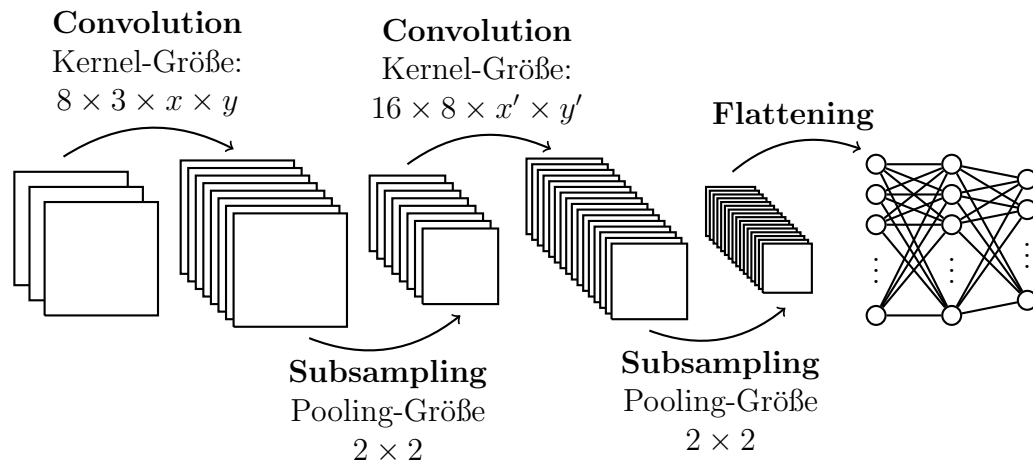 Convolution
Kernel-Größe:
8 × 3 × x × y
Convolution
Kernel-Größe:
16 × 8 × x′ × y′
Flattening
Subsampling
Pooling-Größe
2 × 2
Subsampling
Pooling-Größe
2 × 2